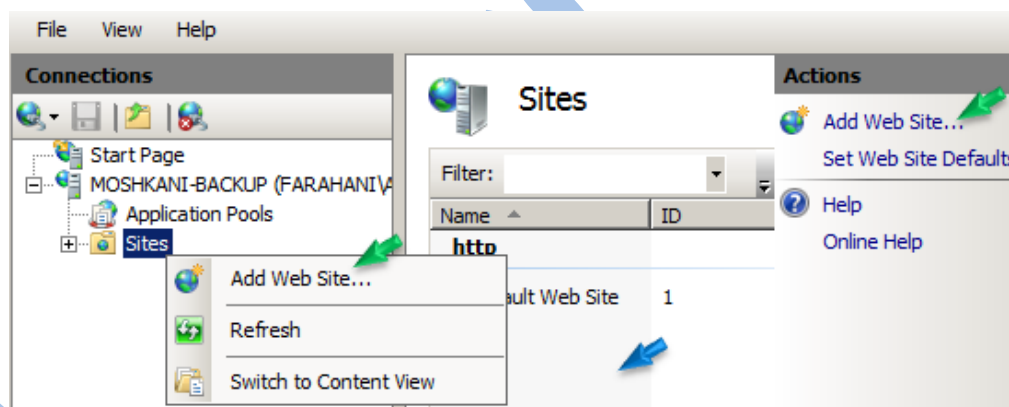 File View Help
Connections
Start Page
MOSHKANI-BACKUP (FARAHANI\A
Application Pools
Sites
Add Web Site...
Refresh
Switch to Content View
Sites
Filter:
Name ID
http
ault Web Site 1
Actions
Add Web Site...
Set Web Site Defaults
Help
Online Help